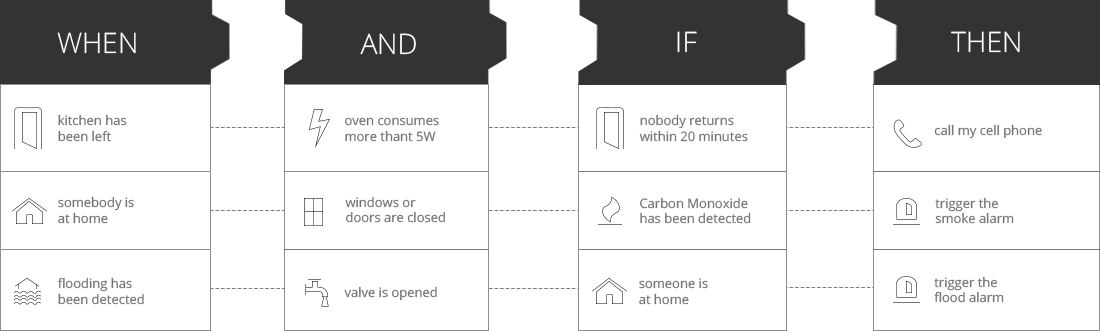 WHEN
AND
IF
THEN
kitchen has
been left
oven consumes
more thant 5W
nobody returns
within 20 minutes
call my cell phone
somebody is
at home
windows or
doors are closed
Carbon Monoxide
has been detected
trigger the
smoke alarm
flooding has
been detected
valve is opened
someone is
at home
trigger the
flood alarm